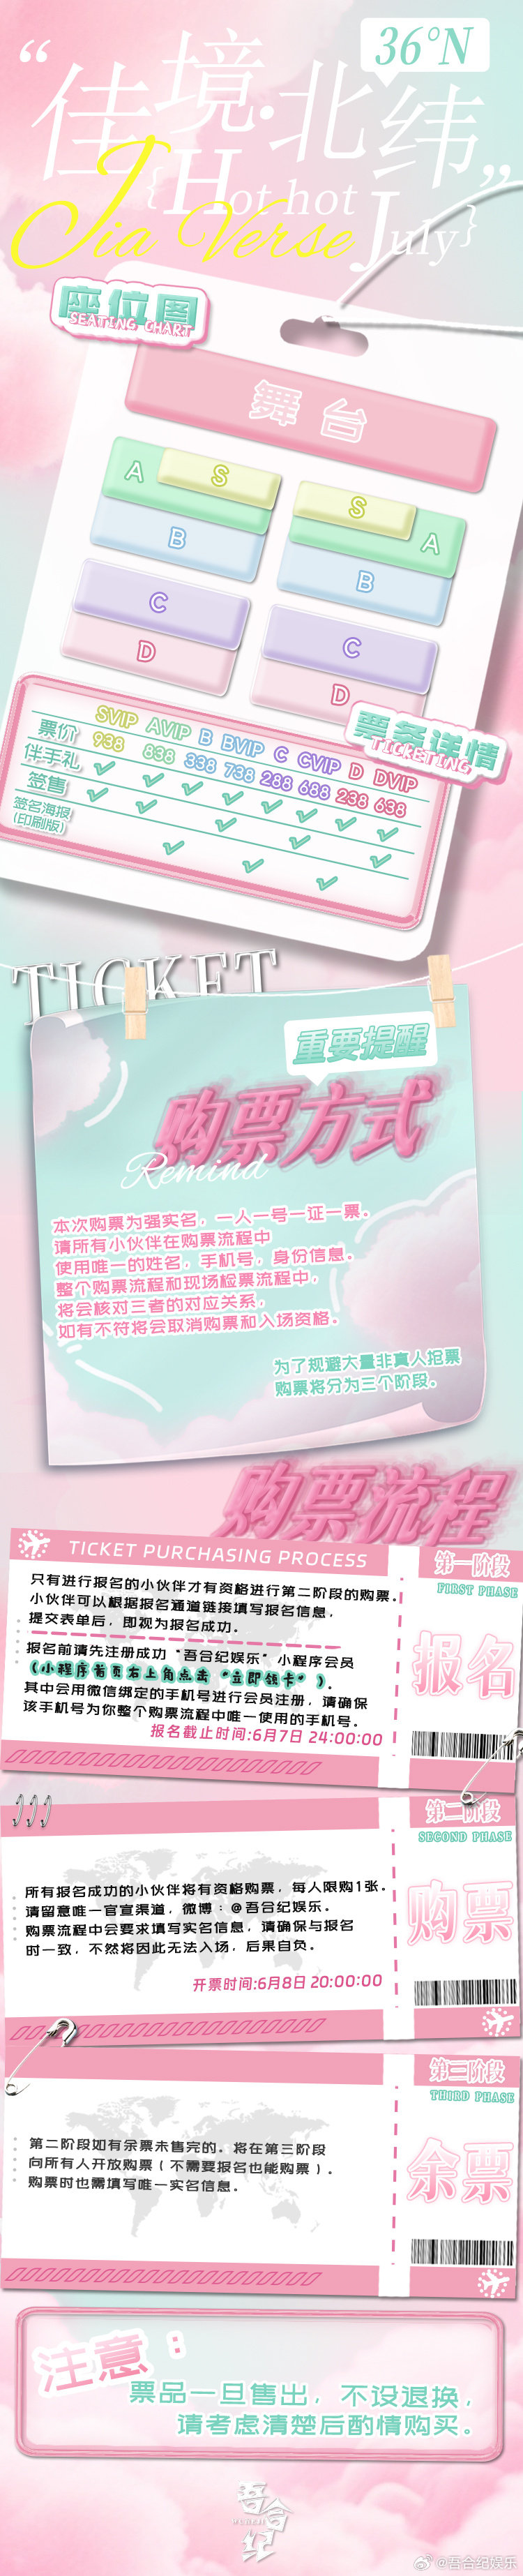 “佳境·北纬”
36°N
{Hot hot July}
Jia Verse
座位图
SEATING CHART
舞台
A S
S A
B
B
C
C
D
D
票务详情
TICKETING
SVIP AVIP B BVIP C CVIP D DVIP
票价 938 838 338 738 288 688 238 638
伴手礼 ✓ ✓ ✓ ✓ ✓ ✓ ✓ ✓
签售 ✓ ✓ ✓ ✓ ✓
签名海报 ✓ ✓ ✓
(印刷版)
TICKET
重要提醒
购票方式
Remind
本次购票为强实名，一人一号一证一票。
请所有小伙伴在购票流程中
使用唯一的姓名，手机号，身份信息。
整个购票流程和现场检票流程中，
将会核对三者的对应关系，
如有不符将会取消购票和入场资格。
为了规避大量非真人抢票
购票将分为三个阶段。
购票流程
TICKET PURCHASING PROCESS
第一阶段
FIRST PHASE
报名
只有进行报名的小伙伴才有资格进行第二阶段的购票。
小伙伴可以根据报名通道链接填写报名信息，
提交表单后，即视为报名成功。
报名前请先注册成功“吾合纪娱乐”小程序会员
(小程序首页右上角点击“立即领卡”)。
其中会用微信绑定的手机号进行会员注册，请确保
该手机号为你整个购票流程中唯一使用的手机号。
报名截止时间:6月7日 24:00:00
第二阶段
SECOND PHASE
购票
所有报名成功的小伙伴将有资格购票，每人限购1张。
请留意唯一官宣渠道，微博：@吾合纪娱乐。
购票流程中会要求填写实名信息，请确保与报名
时一致，不然将因此无法入场，后果自负。
开票时间:6月8日 20:00:00
第三阶段
THIRD PHASE
余票
第二阶段如有余票未售完的。将在第三阶段
向所有人开放购票（不需要报名也能购票）。
购票时也需填写唯一实名信息。
注意：
票品一旦售出，不设退换，
请考虑清楚后酌情购买。
吾合纪
@吾合纪娱乐